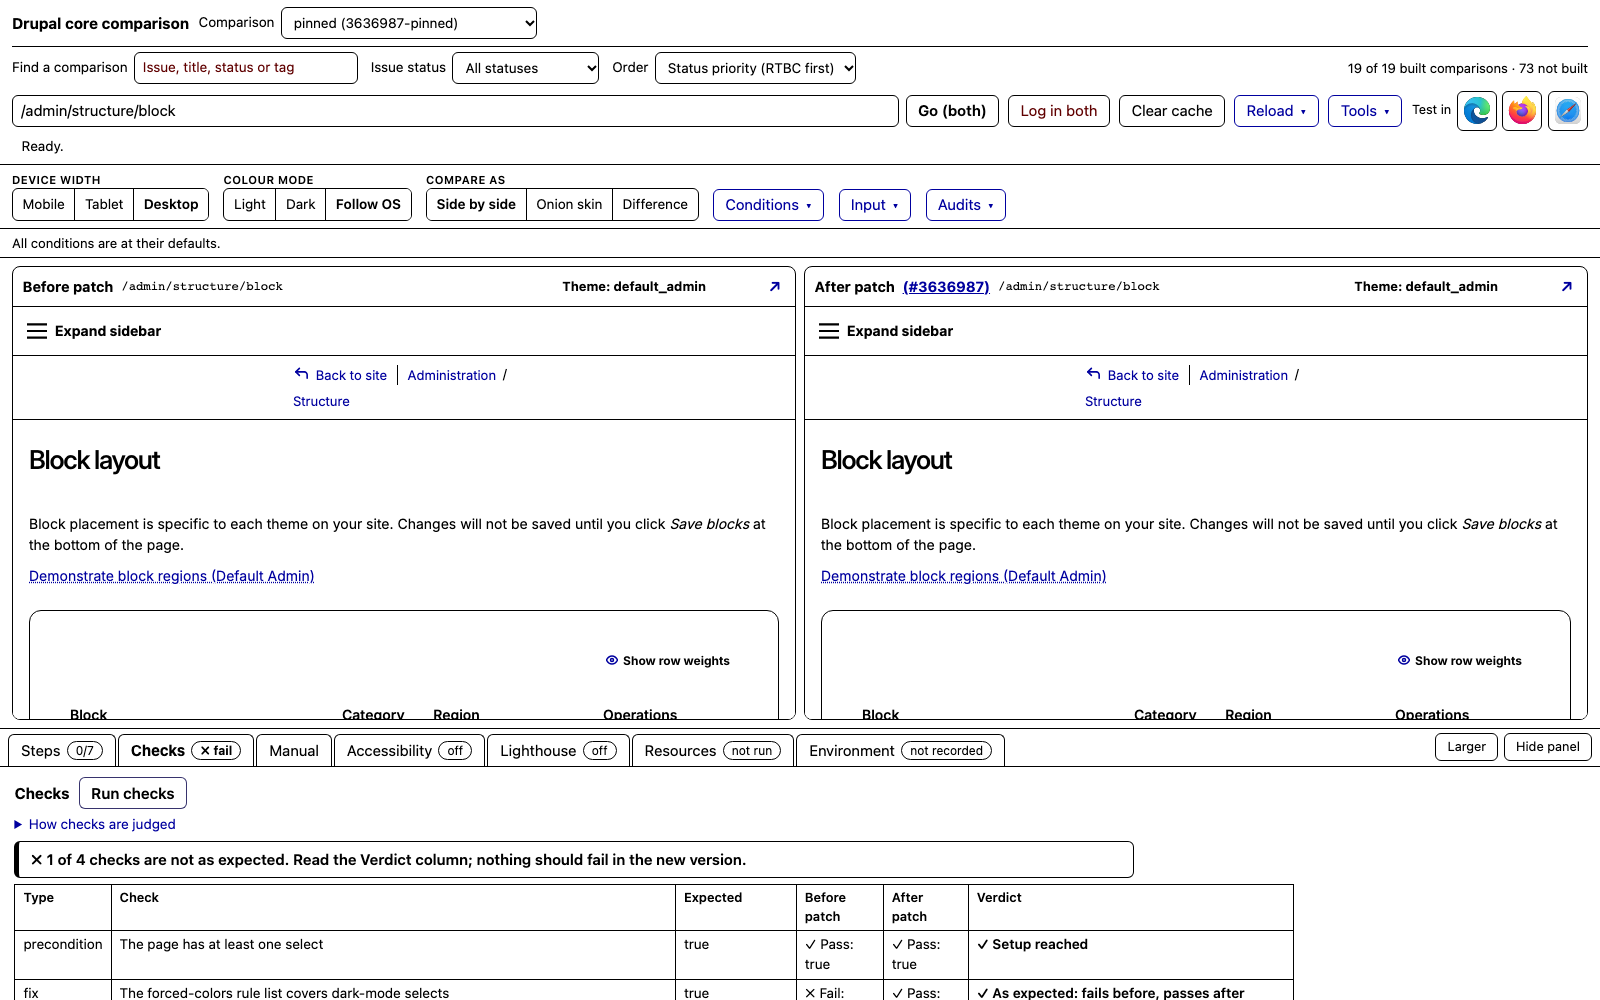 Drupal core comparison Comparison pinned (3636987-pinned)
Find a comparison Issue, title, status or tag Issue status All statuses Order Status priority (RTBC first) 19 of 19 built comparisons · 73 not built
/admin/structure/block Go (both) Log in both Clear cache Reload ▾ Tools ▾ Test in
Ready.
DEVICE WIDTH COLOUR MODE COMPARE AS
Mobile Tablet Desktop Light Dark Follow OS Side by side Onion skin Difference Conditions ▾ Input ▾ Audits ▾
All conditions are at their defaults.
Before patch /admin/structure/block Theme: default_admin
Expand sidebar
Back to site Administration /
Structure
Block layout
Block placement is specific to each theme on your site. Changes will not be saved until you click Save blocks at
the bottom of the page.
Demonstrate block regions (Default Admin)
Show row weights
Block Category Region Operations
After patch (#3636987) /admin/structure/block Theme: default_admin
Expand sidebar
Back to site Administration /
Structure
Block layout
Block placement is specific to each theme on your site. Changes will not be saved until you click Save blocks at
the bottom of the page.
Demonstrate block regions (Default Admin)
Show row weights
Block Category Region Operations
Steps 0/7 Checks ✕ fail Manual Accessibility off Lighthouse off Resources not run Environment not recorded Larger Hide panel
Checks Run checks
▶ How checks are judged
✕ 1 of 4 checks are not as expected. Read the Verdict column; nothing should fail in the new version.
Type Check Expected Before patch After patch Verdict
precondition The page has at least one select true ✓ Pass: true ✓ Pass: true ✓ Setup reached
fix The forced-colors rule list covers dark-mode selects true ✕ Fail: ✓ Pass: ✓ As expected: fails before, passes after